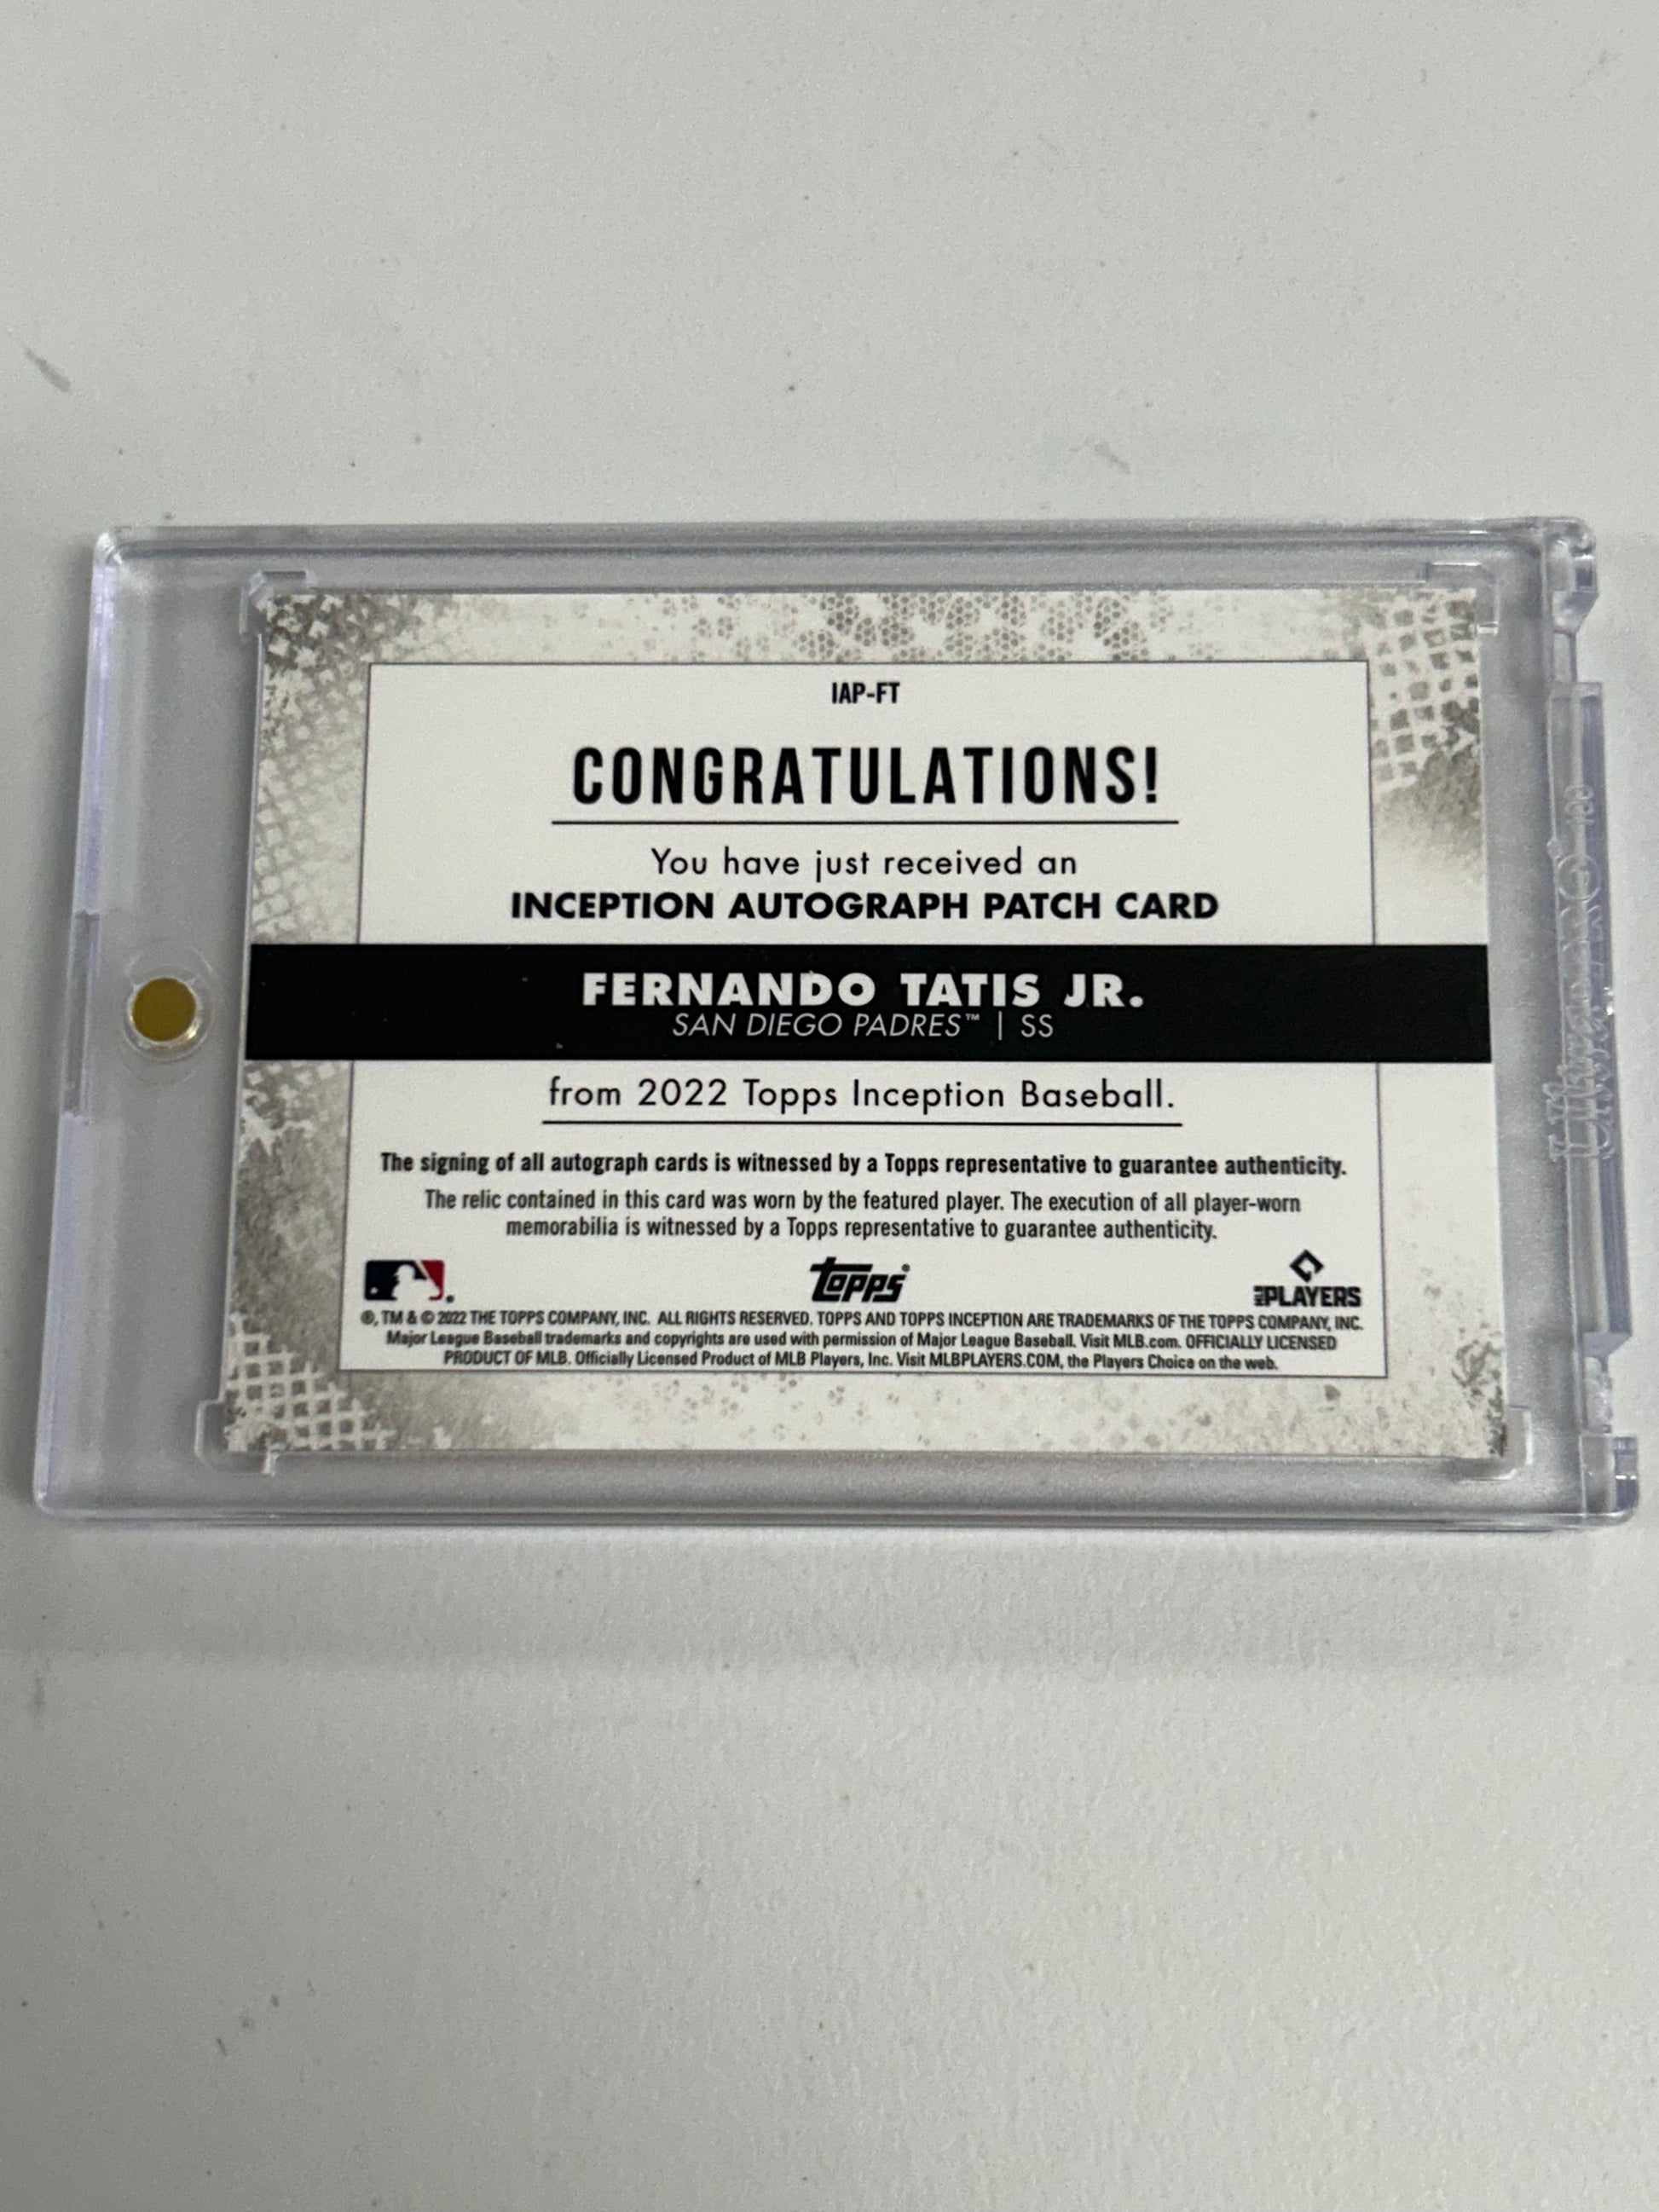 IAP-FT
CONGRATULATIONS!
You have just received an
INCEPTION AUTOGRAPH PATCH CARD
FERNANDO TATIS JR.
SAN DIEGO PADRES™ | SS
from 2022 Topps Inception Baseball.
The signing of all autograph cards is witnessed by a Topps representative to guarantee authenticity.
The relic contained in this card was worn by the featured player. The execution of all player-worn
memorabilia is witnessed by a Topps representative to guarantee authenticity.
Topps®
PLAYERS
®, TM & © 2022 THE TOPPS COMPANY, INC. ALL RIGHTS RESERVED. TOPPS AND TOPPS INCEPTION ARE TRADEMARKS OF THE TOPPS COMPANY, INC.
Major League Baseball trademarks and copyrights are used with permission of Major League Baseball. Visit MLB.com. OFFICIALLY LICENSED
PRODUCT OF MLB. Officially Licensed Product of MLB Players, Inc. Visit MLBPLAYERS.COM, the Players Choice on the web.